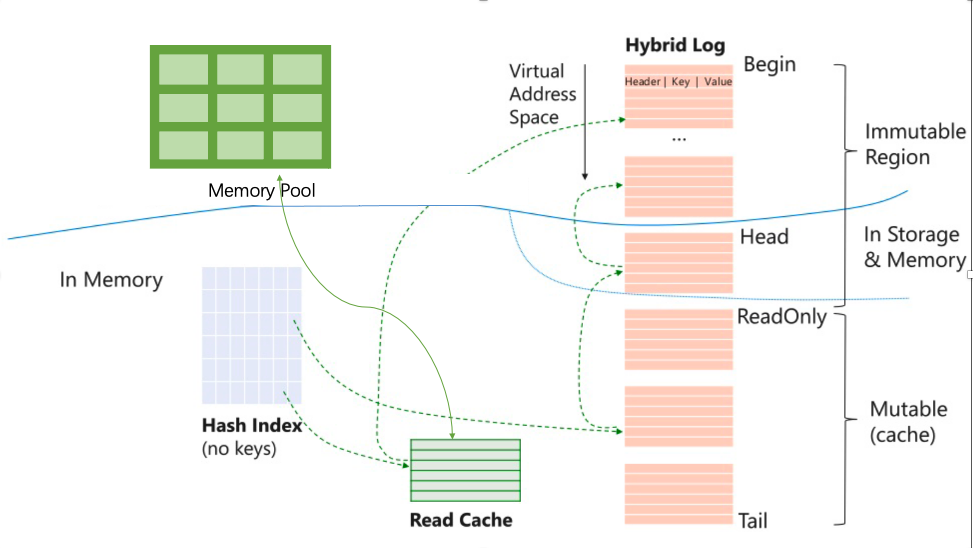 Hybrid Log
Begin
Virtual
Address
Space
Header | Key | Value
...
Immutable
Region
Memory Pool
Head
In Storage
& Memory
In Memory
ReadOnly
Hash Index
(no keys)
Mutable
(cache)
Read Cache
Tail